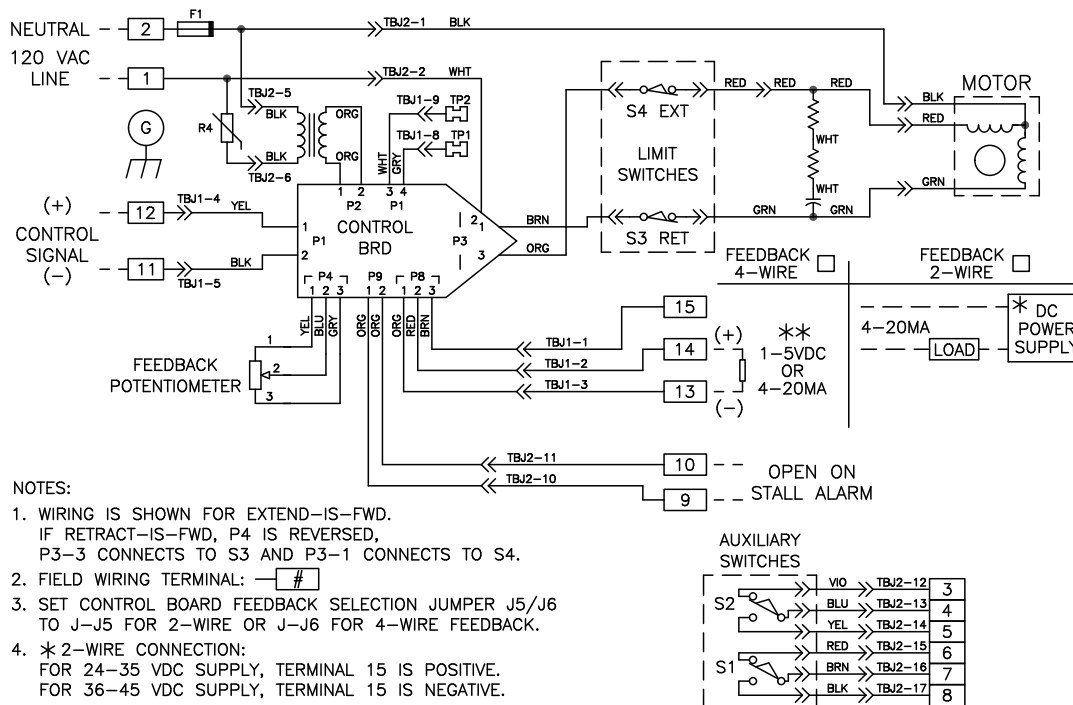 NEUTRAL 2 F1 TBJ2-1 BLK
120 VAC
LINE 1 TBJ2-2 WHT
TBJ2-5
BLK
R4
BLK
TBJ2-6
ORG
ORG
G
TBJ1-9 TP2
TBJ1-8 TP1
WHT
GRY
1 2 3 4
P2 P1
S4 EXT
LIMIT
SWITCHES
S3 RET
RED RED RED
WHT
WHT
GRN GRN
MOTOR
BLK
RED
GRN
(+)
CONTROL
SIGNAL
(-)
12 TBJ1-4 YEL
11 BLK
TBJ1-5
1
P1
2
CONTROL
BRD
P3
2
1
3
BRN
ORG
P4 P9 P8
1 2 3 1 2 1 2 3
YEL
BLU
GRY
ORG
ORG
ORG
RED
BRN
FEEDBACK
POTENTIOMETER
1
2
3
TBJ1-1 15
TBJ1-2 14 (+)
TBJ1-3 13 (-)
FEEDBACK
4-WIRE
**
1-5VDC
OR
4-20MA
FEEDBACK
2-WIRE
4-20MA
LOAD
* DC
POWER
SUPPLY
TBJ2-11 10
TBJ2-10 9
OPEN ON
STALL ALARM
NOTES:
1. WIRING IS SHOWN FOR EXTEND-IS-FWD.
IF RETRACT-IS-FWD, P4 IS REVERSED,
P3-3 CONNECTS TO S3 AND P3-1 CONNECTS TO S4.
2. FIELD WIRING TERMINAL: #
3. SET CONTROL BOARD FEEDBACK SELECTION JUMPER J5/J6
TO J-J5 FOR 2-WIRE OR J-J6 FOR 4-WIRE FEEDBACK.
4. * 2-WIRE CONNECTION:
FOR 24-35 VDC SUPPLY, TERMINAL 15 IS POSITIVE.
FOR 36-45 VDC SUPPLY, TERMINAL 15 IS NEGATIVE.
AUXILIARY
SWITCHES
S2
VIO TBJ2-12 3
BLU TBJ2-13 4
YEL TBJ2-14 5
S1
RED TBJ2-15 6
BRN TBJ2-16 7
BLK TBJ2-17 8